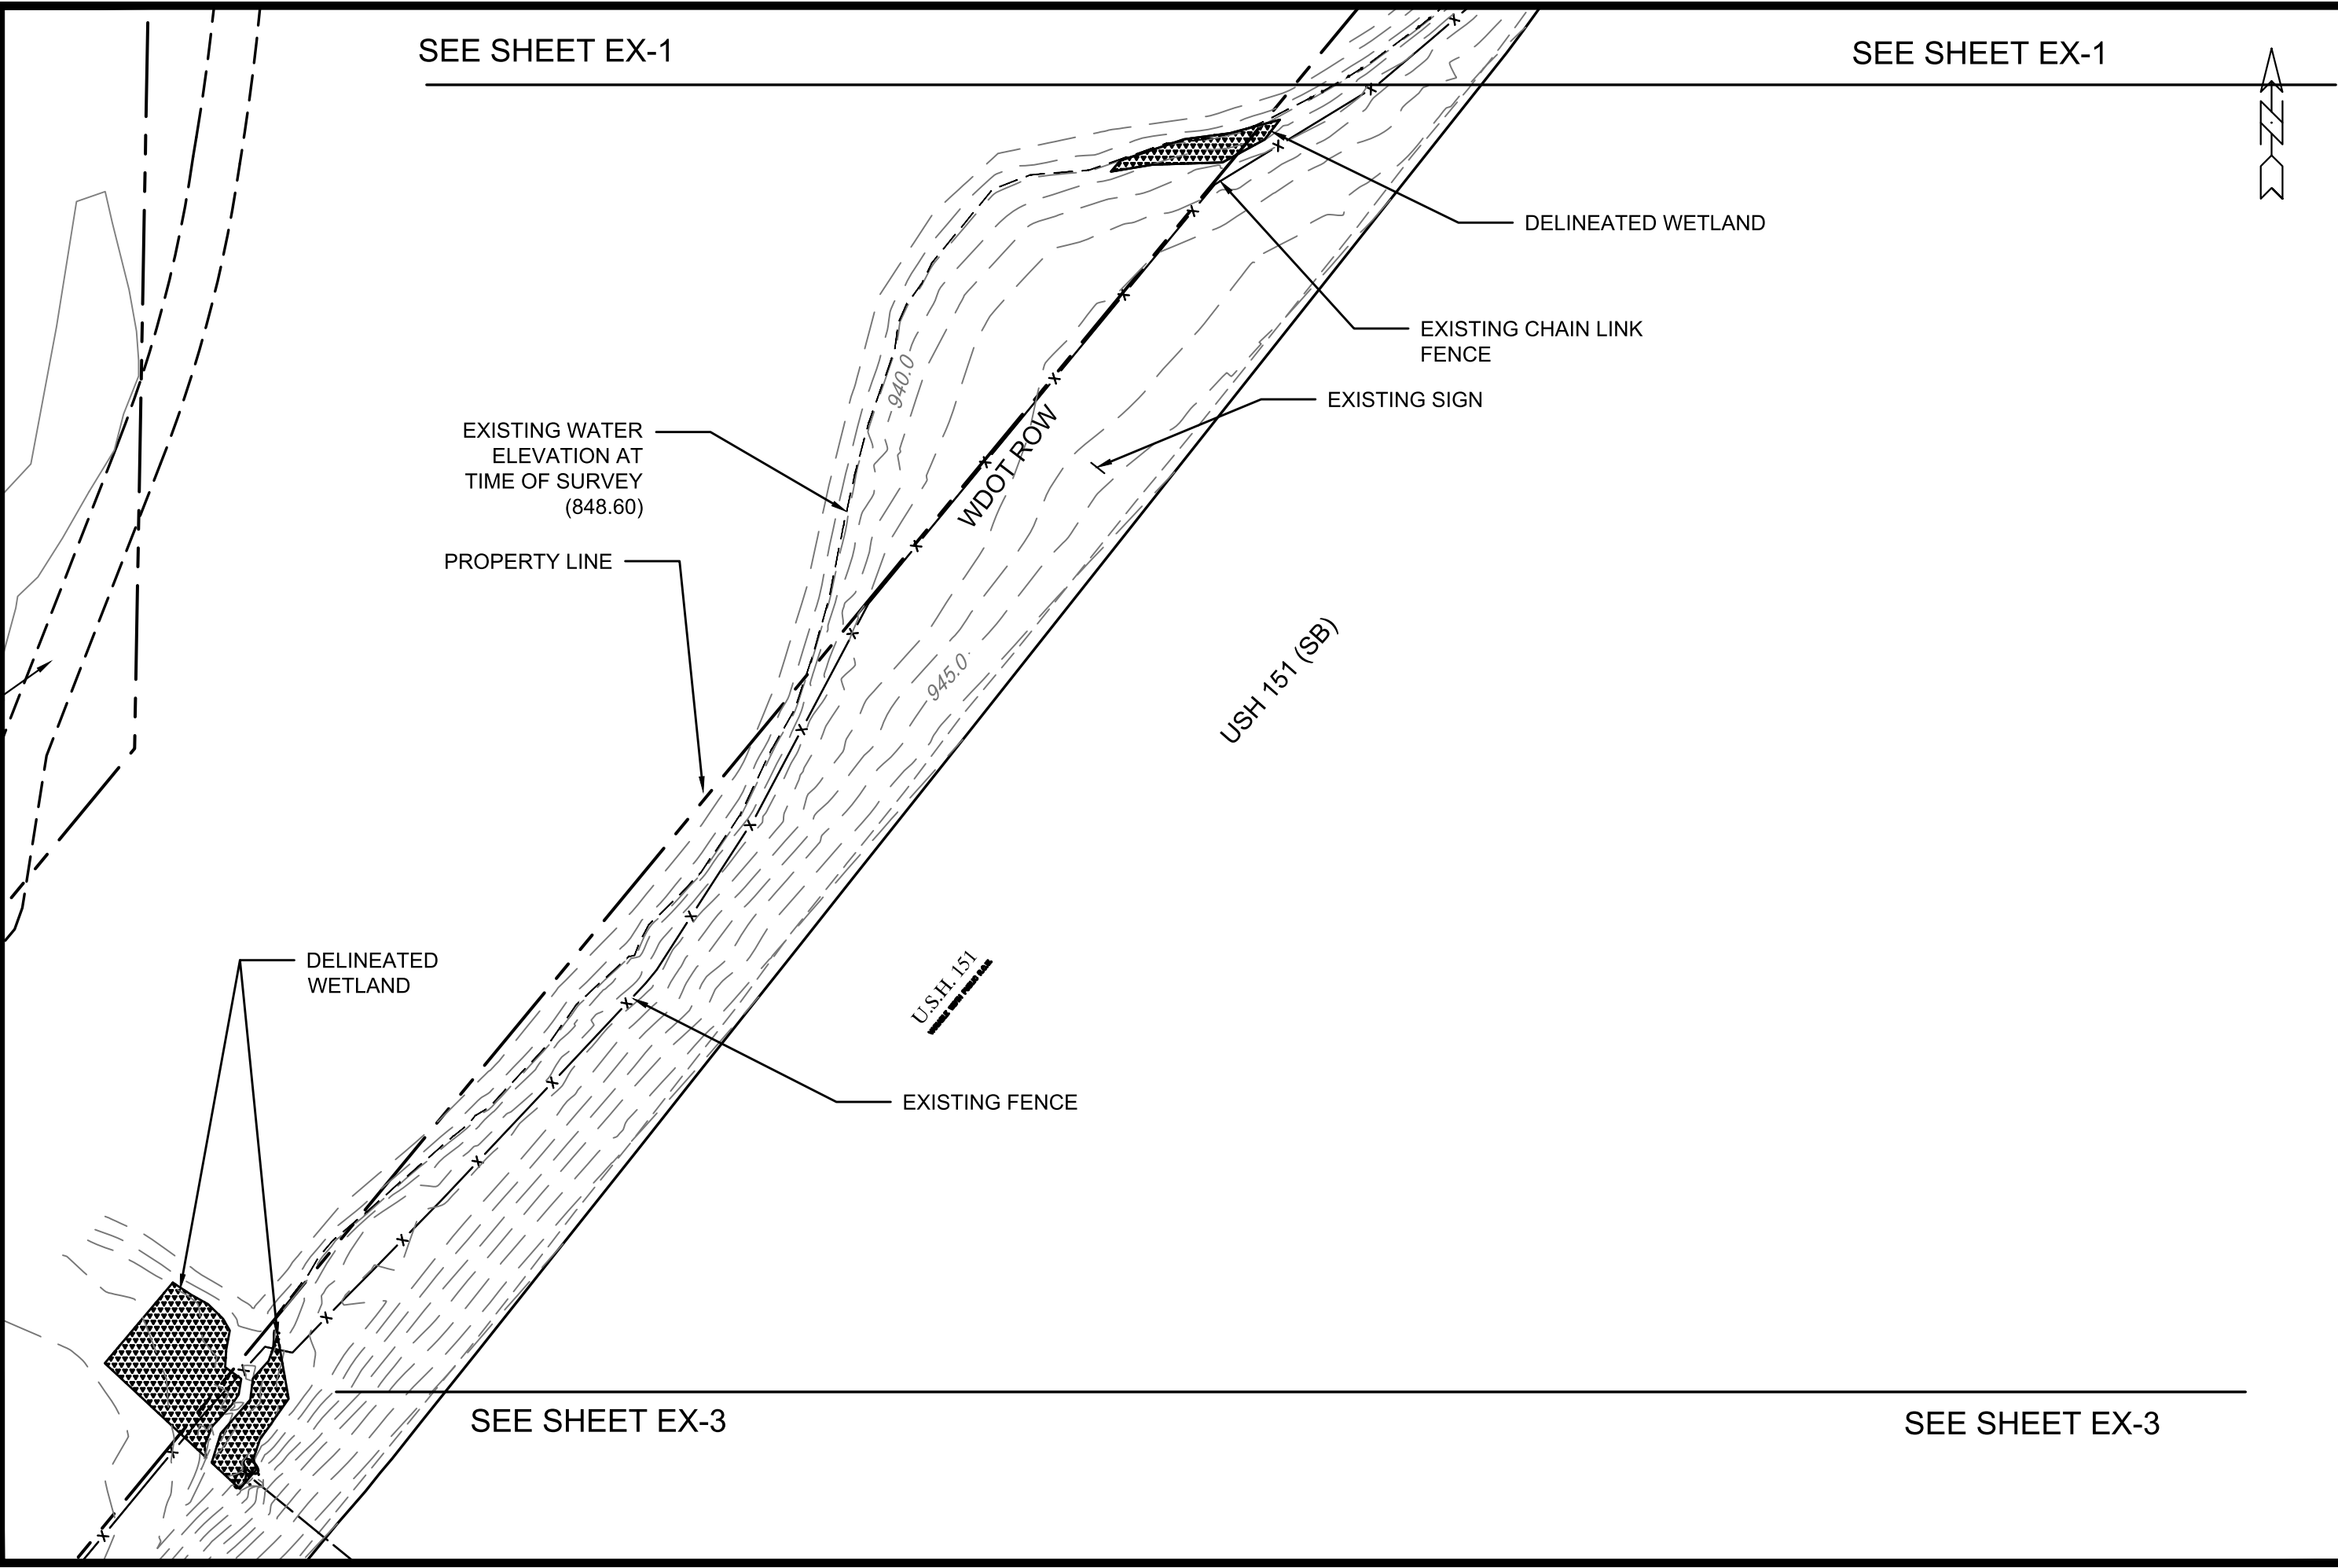 SEE SHEET EX-1
SEE SHEET EX-1
DELINEATED WETLAND
EXISTING CHAIN LINK
FENCE
EXISTING SIGN
940.0
WDOT ROW
EXISTING WATER
ELEVATION AT
TIME OF SURVEY
(848.60)
PROPERTY LINE
945.0
USH 151 (SB)
U.S.H. 151
DELINEATED
WETLAND
EXISTING FENCE
SEE SHEET EX-3
SEE SHEET EX-3